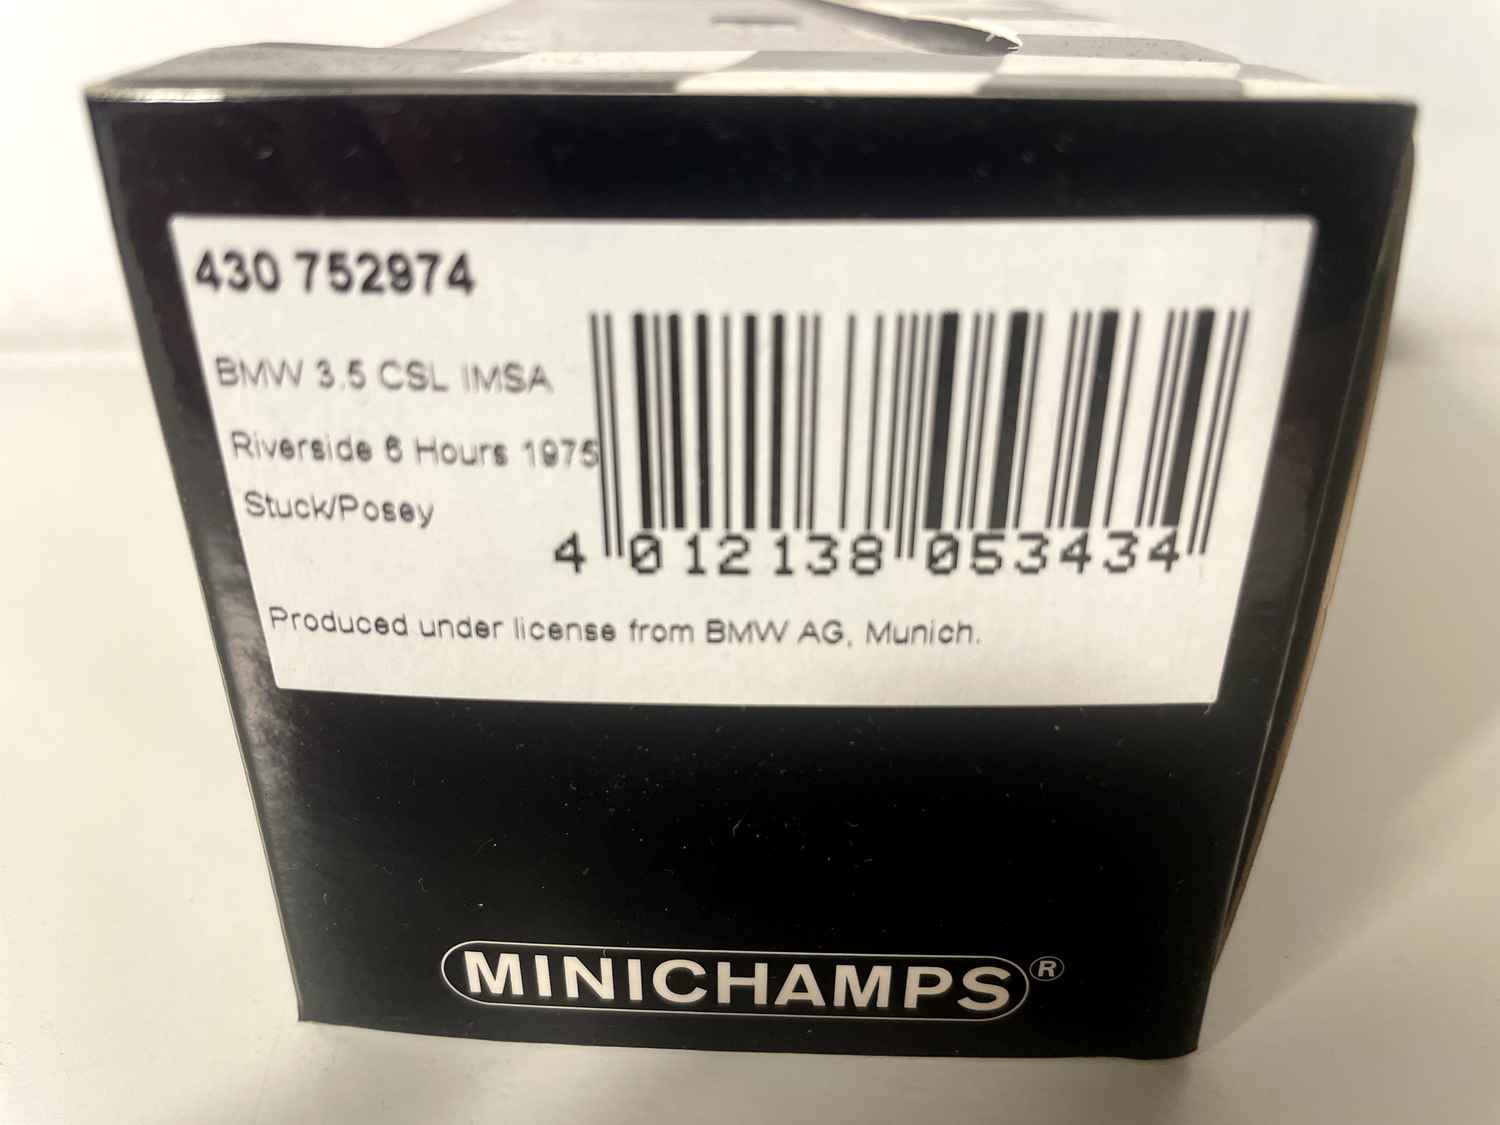 430 752974
BMW 3.5 CSL IMSA
Riverside 6 Hours 1975
Stuck/Posey
4 012138 053434
Produced under license from BMW AG, Munich.
MINICHAMPS®